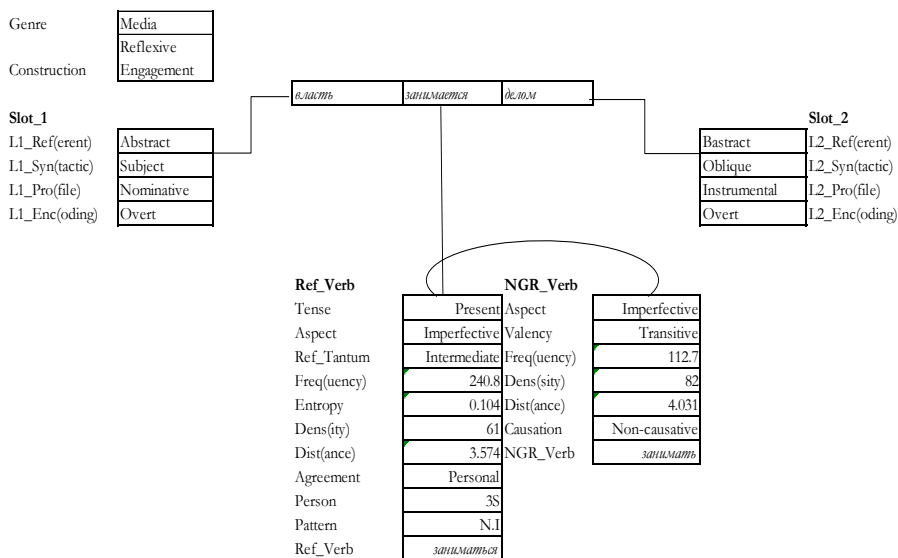 Genre Media
Reflexive
Construction Engagement
власть занимается делом
Slot_1
L1_Ref(erent) Abstract
L1_Syn(tactic) Subject
L1_Pro(file) Nominative
L1_Enc(oding) Overt
Slot_2
Bastract L2_Ref(erent)
Oblique L2_Syn(tactic)
Instrumental L2_Pro(file)
Overt L2_Enc(oding)
Ref_Verb NGR_Verb
Tense Present Aspect Imperfective
Aspect Imperfective Valency Transitive
Ref_Tantum Intermediate Freq(uency) 112.7
Freq(uency) 240.8 Dens(sity) 82
Entropy 0.104 Dist(ance) 4.031
Dens(ity) 61 Causation Non-causative
Dist(ance) 3.574 NGR_Verb занимать
Agreement Personal
Person 3S
Pattern N.I
Ref_Verb заниматься